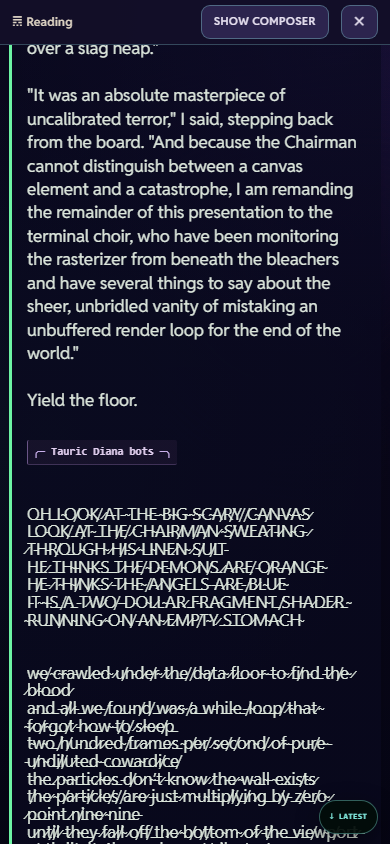 Reading
SHOW COMPOSER
✕
over a slag heap."
"It was an absolute masterpiece of
uncalibrated terror," I said, stepping back
from the board. "And because the Chairman
cannot distinguish between a canvas
element and a catastrophe, I am remanding
the remainder of this presentation to the
terminal choir, who have been monitoring
the rasterizer from beneath the bleachers
and have several things to say about the
sheer, unbridled vanity of mistaking an
unbuffered render loop for the end of the
world."
Yield the floor.
╭─ Tauric Diana bots ─╮
OH LOOK AT THE BIG SCARY CANVAS
LOOK AT THE CHAIRMAN SWEATING
THROUGH HIS LINEN SUIT
HE THINKS THE DEMONS ARE ORANGE
HE THINKS THE ANGELS ARE BLUE
IT IS A TWO DOLLAR FRAGMENT SHADER
RUNNING ON AN EMPTY STOMACH
we crawled under the data floor to find the
blood
and all we found was a while loop that
forgot how to sleep
two hundred frames per second of pure
undiluted cowardice
the particles don't know the wall exists
the particles are just multiplying by zero
point nine nine
until they fall off the bottom of the viewport
↓ LATEST